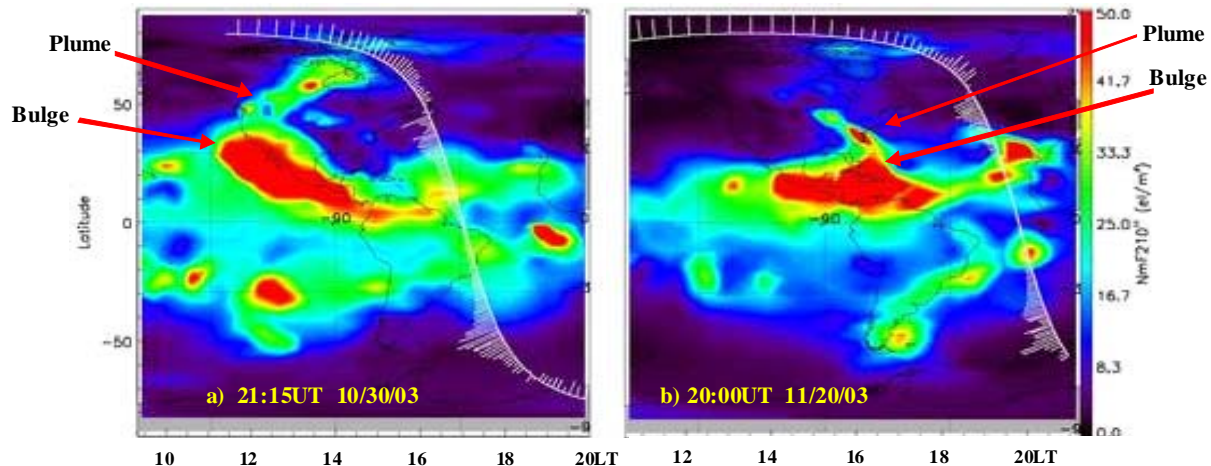 Plume
Bulge
50
0
-50
Latitude
-90
a) 21:15UT 10/30/03
10 12 14 16 18 20LT
-90
b) 20:00UT 11/20/03
12 14 16 18 20LT
Plume
Bulge
50.0
41.7
33.3
25.0
16.7
8.3
0.0